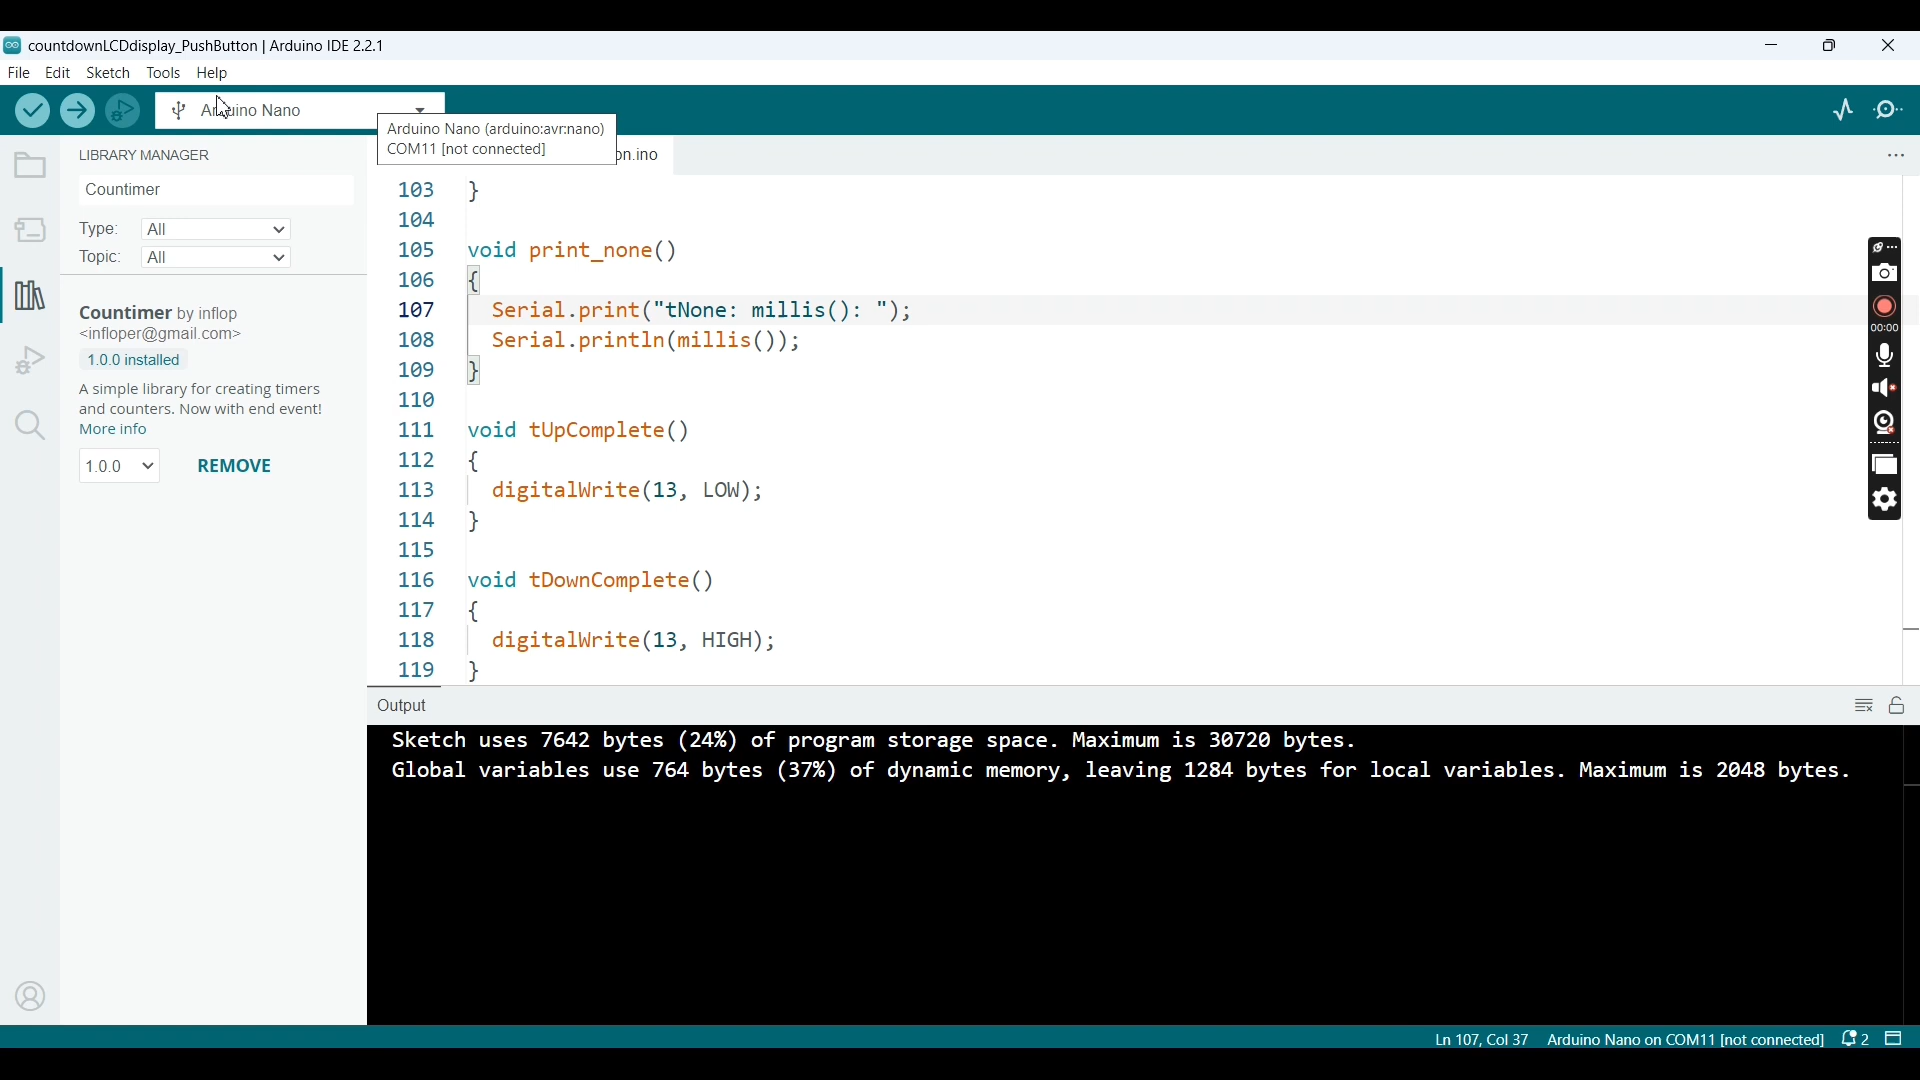 countdownLCDdisplay_PushButton | Arduino IDE 2.2.1
File Edit Sketch Tools Help
Arduino Nano
Arduino Nano (arduino:avr:nano)
COM11 [not connected]
on.ino
LIBRARY MANAGER
Countimer
Type: All
Topic: All
Countimer by inflop
<infloper@gmail.com>
1.0.0 installed
A simple library for creating timers
and counters. Now with end event!
More info
1.0.0 REMOVE
103 }
104
105 void print_none()
106 {
107 Serial.print("tNone: millis(): ");
108 Serial.println(millis());
109 }
110
111 void tUpComplete()
112 {
113 digitalWrite(13, LOW);
114 }
115
116 void tDownComplete()
117 {
118 digitalWrite(13, HIGH);
119 }
00:00
Output
Sketch uses 7642 bytes (24%) of program storage space. Maximum is 30720 bytes.
Global variables use 764 bytes (37%) of dynamic memory, leaving 1284 bytes for local variables. Maximum is 2048 bytes.
Ln 107, Col 37 Arduino Nano on COM11 [not connected] 2